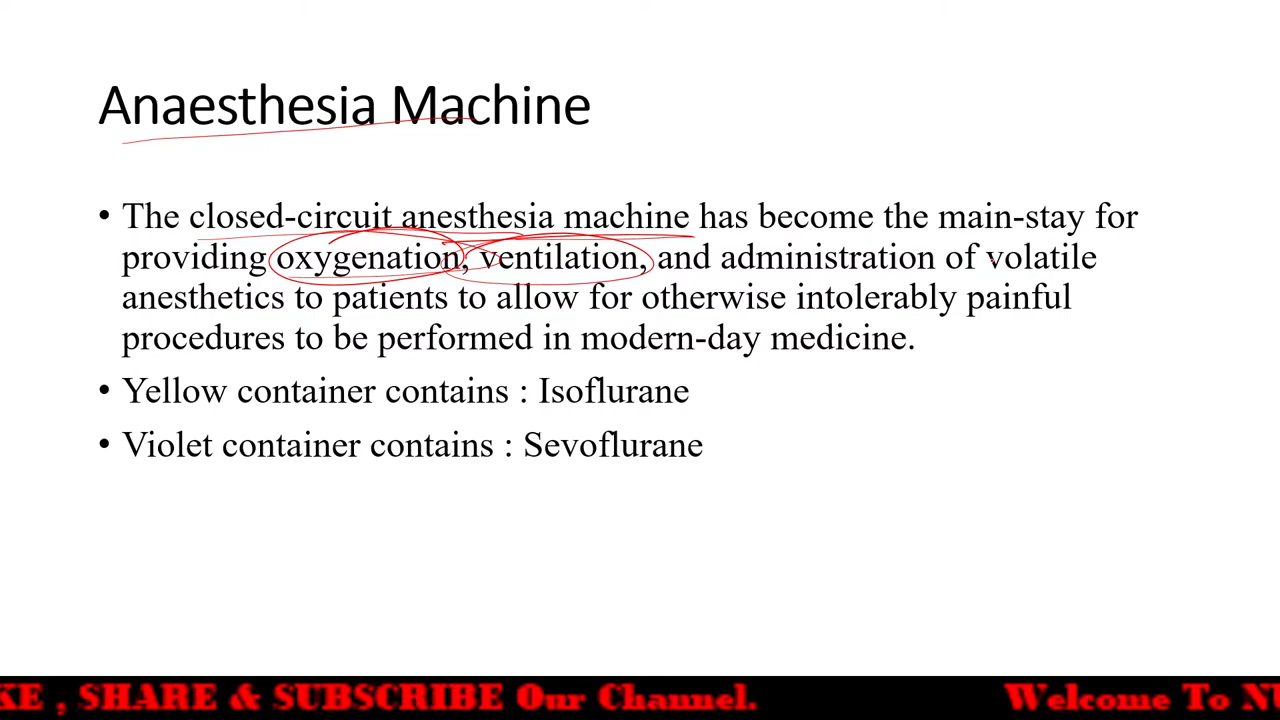 Anaesthesia Machine
• The closed-circuit anesthesia machine has become the main-stay for
providing oxygenation, ventilation, and administration of volatile
anesthetics to patients to allow for otherwise intolerably painful
procedures to be performed in modern-day medicine.
• Yellow container contains : Isoflurane
• Violet container contains : Sevoflurane
KE , SHARE & SUBSCRIBE Our Channel. Welcome To